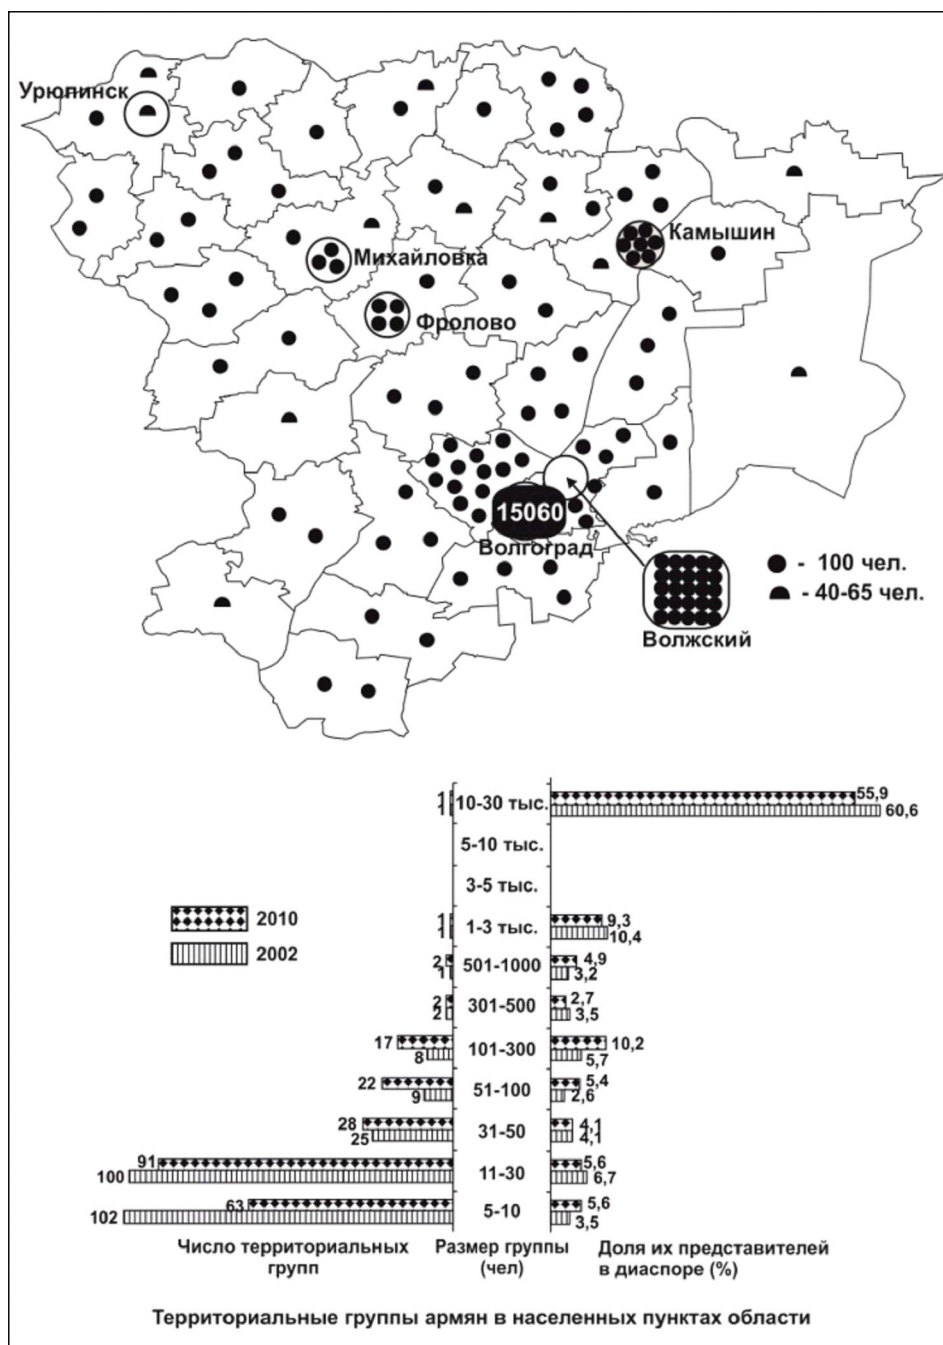 Урюпинск
Камышин
Михайловка
Фролово
15060
Волгоград
- 100 чел.
- 40-65 чел.
Волжский
1 10-30 тыс. 55,9
1 60,6
5-10 тыс.
3-5 тыс.
2010
1 1-3 тыс. 9,3
1 10,4
2002
2 501-1000 4,9
1 3,2
2 301-500 2,7
2 3,5
17 101-300 10,2
8 5,7
22 51-100 5,4
9 2,6
28 31-50 4,1
25 4,1
91 11-30 5,6
100 6,7
63 5-10 5,6
102 3,5
Число территориальных Размер группы Доля их представителей
групп (чел) в диаспоре (%)
Территориальные группы армян в населенных пунктах области